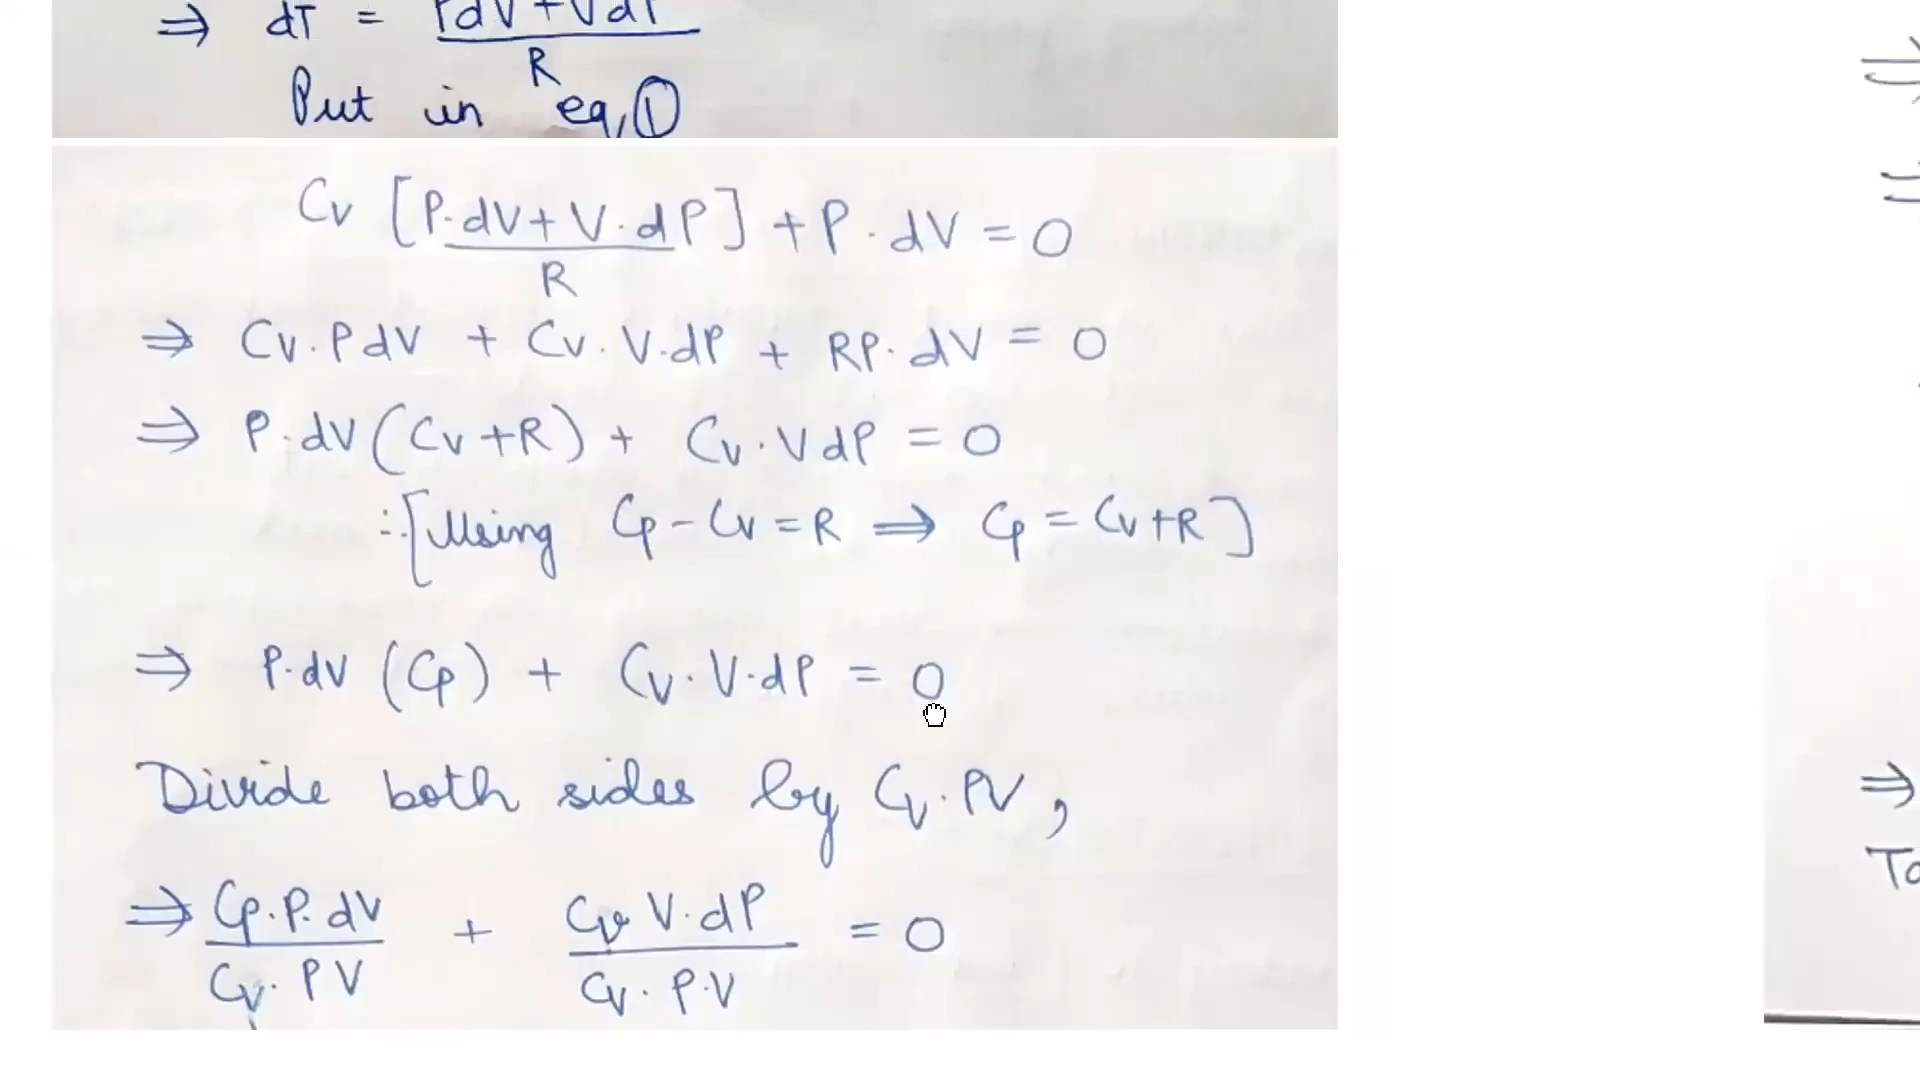 ⇒ dT = PdV + VdP / R
Put in eq, ①
Cv [P.dV + V.dP / R] + P.dV = 0
⇒ Cv.PdV + Cv.V.dP + RP.dV = 0
⇒ P.dV (Cv+R) + Cv.VdP = 0
∴ [Using Cp - Cv = R ⇒ Cp = Cv+R]
⇒ P.dV (Cp) + Cv.V.dP = 0
Divide both sides by Cv.PV,
⇒ Cp.P.dV / Cv.PV + Cv V.dP / Cv.P.V = 0
⇒
=
⇒